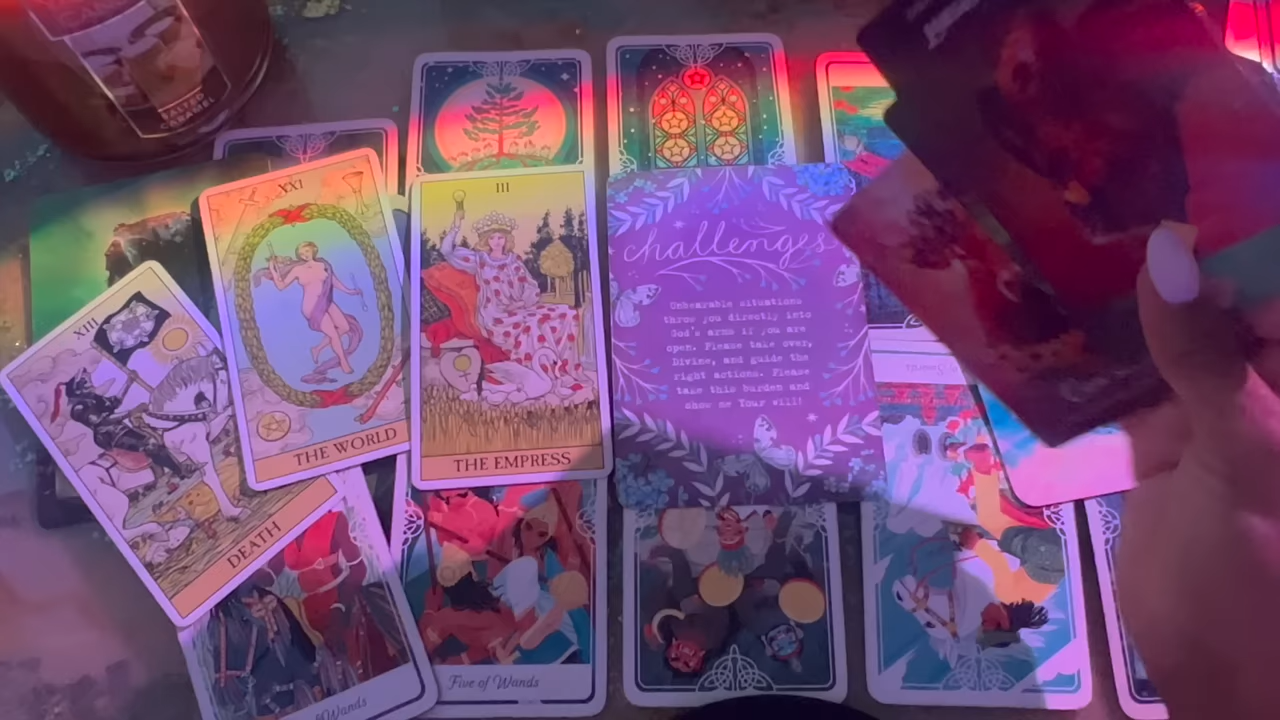 SALTED
CARAMEL
XXI
III
challenges
Unbearable situations
throw you directly into
God's arms if you are
open. Please take over,
Divine, and guide the
right actions. Please
take this burden and
show me Your will!
XIII
THE WORLD
THE EMPRESS
DEATH
Five of Wands
Wands